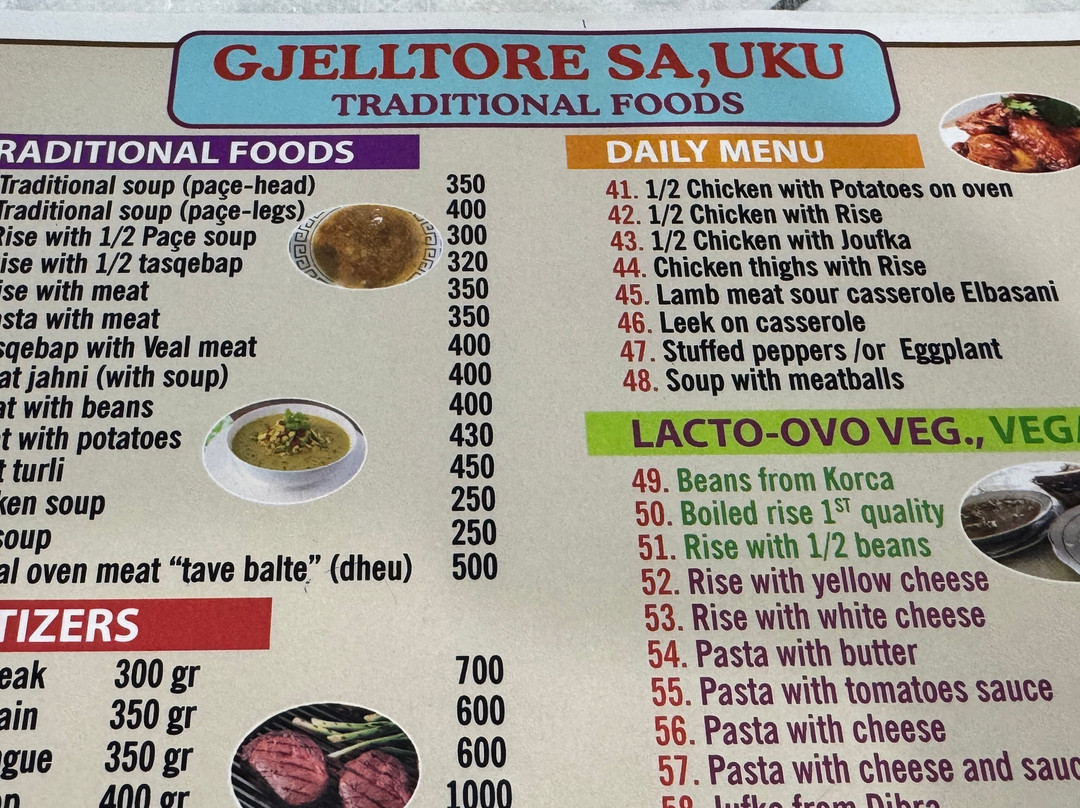 GJELLTORE SA,UKU
TRADITIONAL FOODS
RADITIONAL FOODS
Traditional soup (paçe-head) 350
Traditional soup (paçe-legs) 400
Rise with 1/2 Paçe soup 300
ise with 1/2 tasqebap 320
ise with meat 350
asta with meat 350
sqebap with Veal meat 400
at jahni (with soup) 400
at with beans 400
t with potatoes 430
t turli 450
ken soup 250
soup 250
al oven meat “tave balte” (dheu) 500
TIZERS
eak 300 gr 700
ain 350 gr 600
gue 350 gr 600
400 gr 1000
DAILY MENU
41. 1/2 Chicken with Potatoes on oven
42. 1/2 Chicken with Rise
43. 1/2 Chicken with Joufka
44. Chicken thighs with Rise
45. Lamb meat sour casserole Elbasani
46. Leek on casserole
47. Stuffed peppers /or Eggplant
48. Soup with meatballs
LACTO-OVO VEG., VEGA
49. Beans from Korca
50. Boiled rise 1ST quality
51. Rise with 1/2 beans
52. Rise with yellow cheese
53. Rise with white cheese
54. Pasta with butter
55. Pasta with tomatoes sauce
56. Pasta with cheese
57. Pasta with cheese and sauc
58. Jufka from Dibra